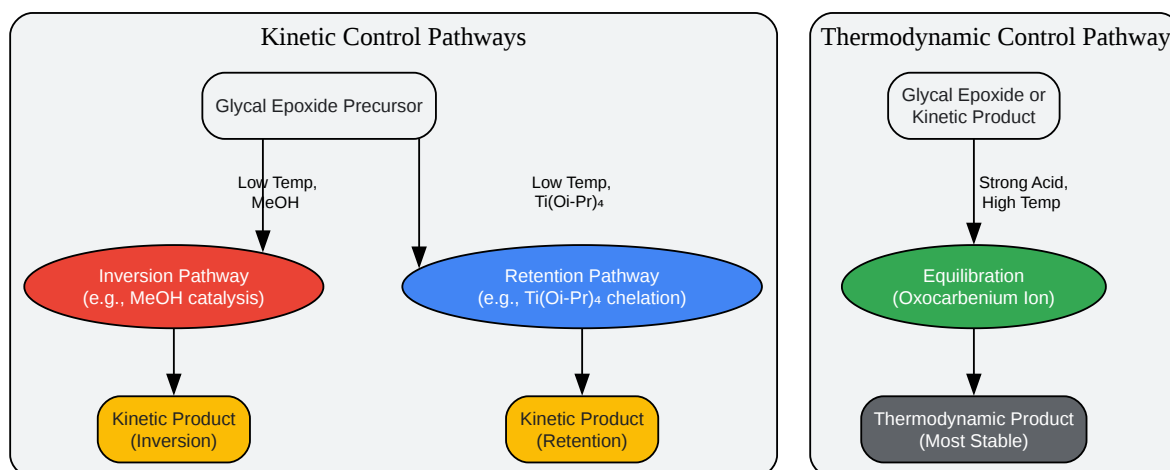 Kinetic Control Pathways
Glycal Epoxide Precursor
Low Temp,
MeOH
Low Temp,
Ti(Oi-Pr)₄
Inversion Pathway
(e.g., MeOH catalysis)
Retention Pathway
(e.g., Ti(Oi-Pr)₄ chelation)
Kinetic Product
(Inversion)
Kinetic Product
(Retention)
Thermodynamic Control Pathway
Glycal Epoxide or
Kinetic Product
Strong Acid,
High Temp
Equilibration
(Oxocarbenium Ion)
Thermodynamic Product
(Most Stable)